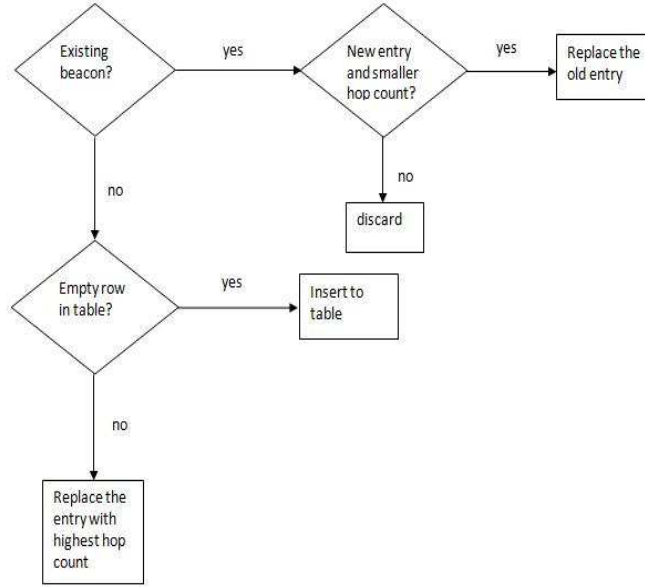 Existing
beacon?
yes
New entry
and smaller
hop count?
yes
Replace the
old entry
no
no
discard
Empty row
in table?
yes
Insert to
table
no
Replace the
entry with
highest hop
count